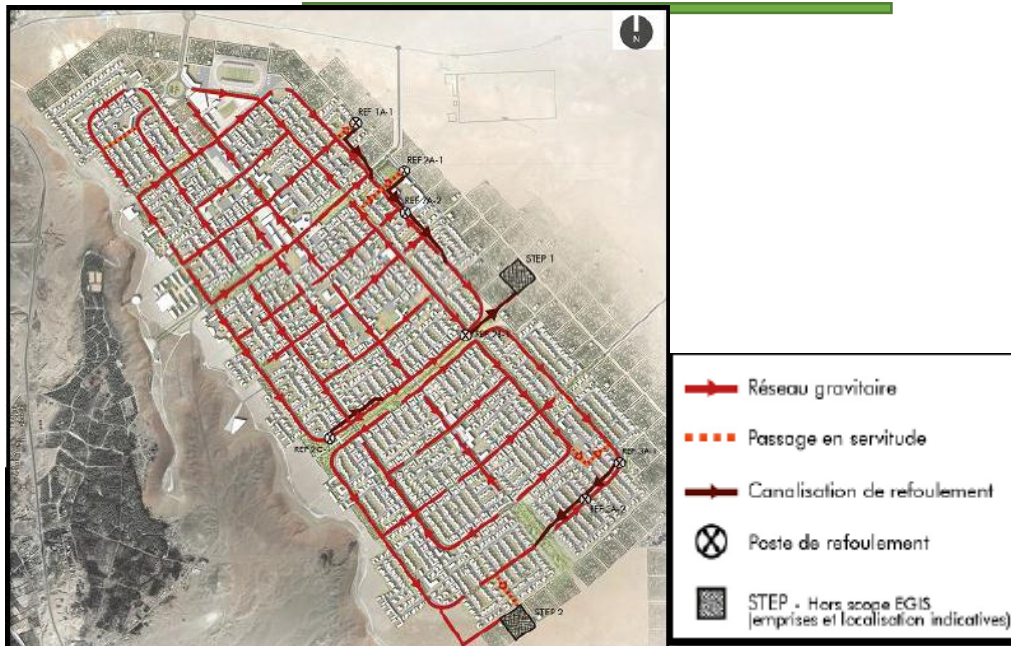 N
REF 1A-1
REF 2A-1
REF 2A-2
STEP 1
REF 2C-1
REF 3A-1
REF 3A-2
STEP 2
Réseau gravitaire
Passage en servitude
Canalisation de refoulement
Poste de refoulement
STEP - Hors scope EGIS
(emprises et localisation indicatives)